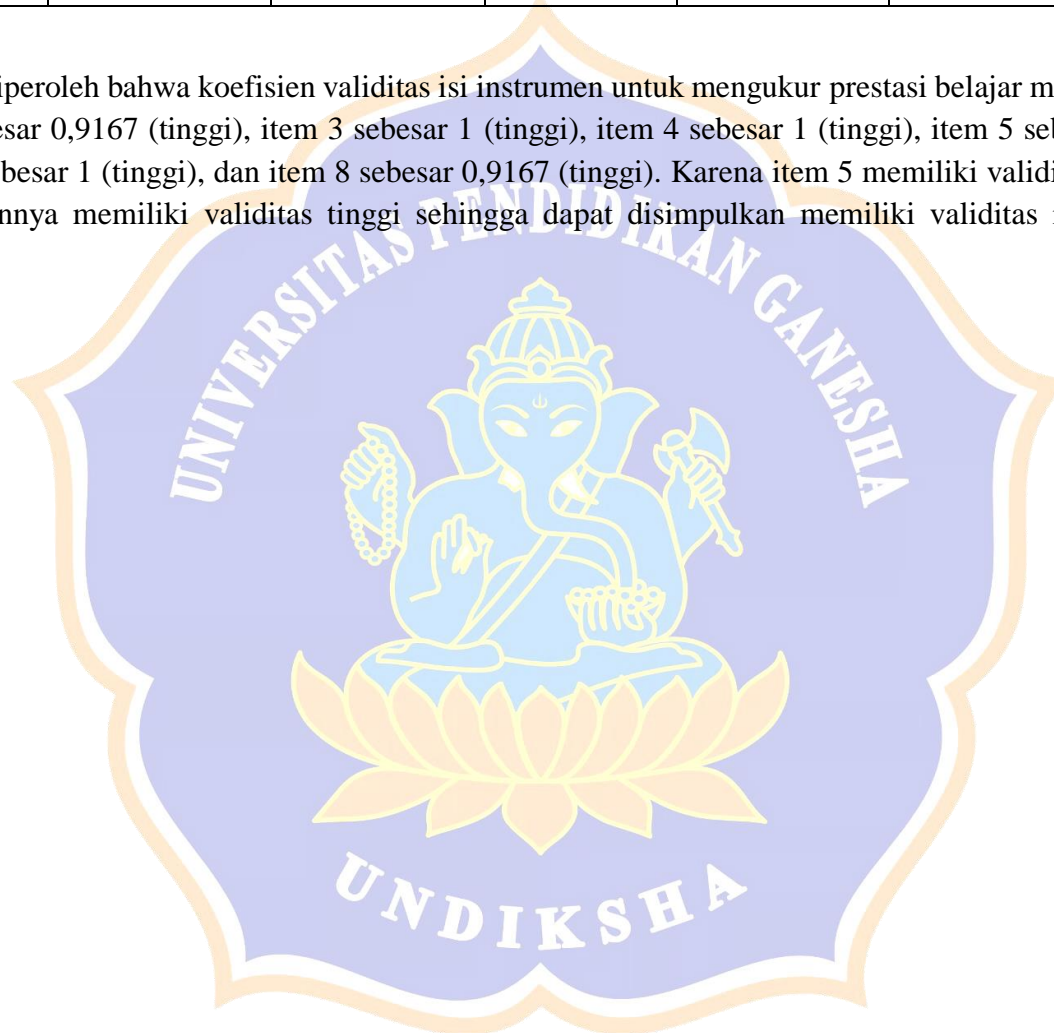 iperoleh bahwa koefisien validitas isi instrumen untuk mengukur prestasi belajar m
esar 0,9167 (tinggi), item 3 sebesar 1 (tinggi), item 4 sebesar 1 (tinggi), item 5 seb
besar 1 (tinggi), dan item 8 sebesar 0,9167 (tinggi). Karena item 5 memiliki validi
nnya memiliki validitas tinggi sehingga dapat disimpulkan memiliki validitas
UNIVERSITAS PENDIDIKAN GANESHA
UNDIKSHA